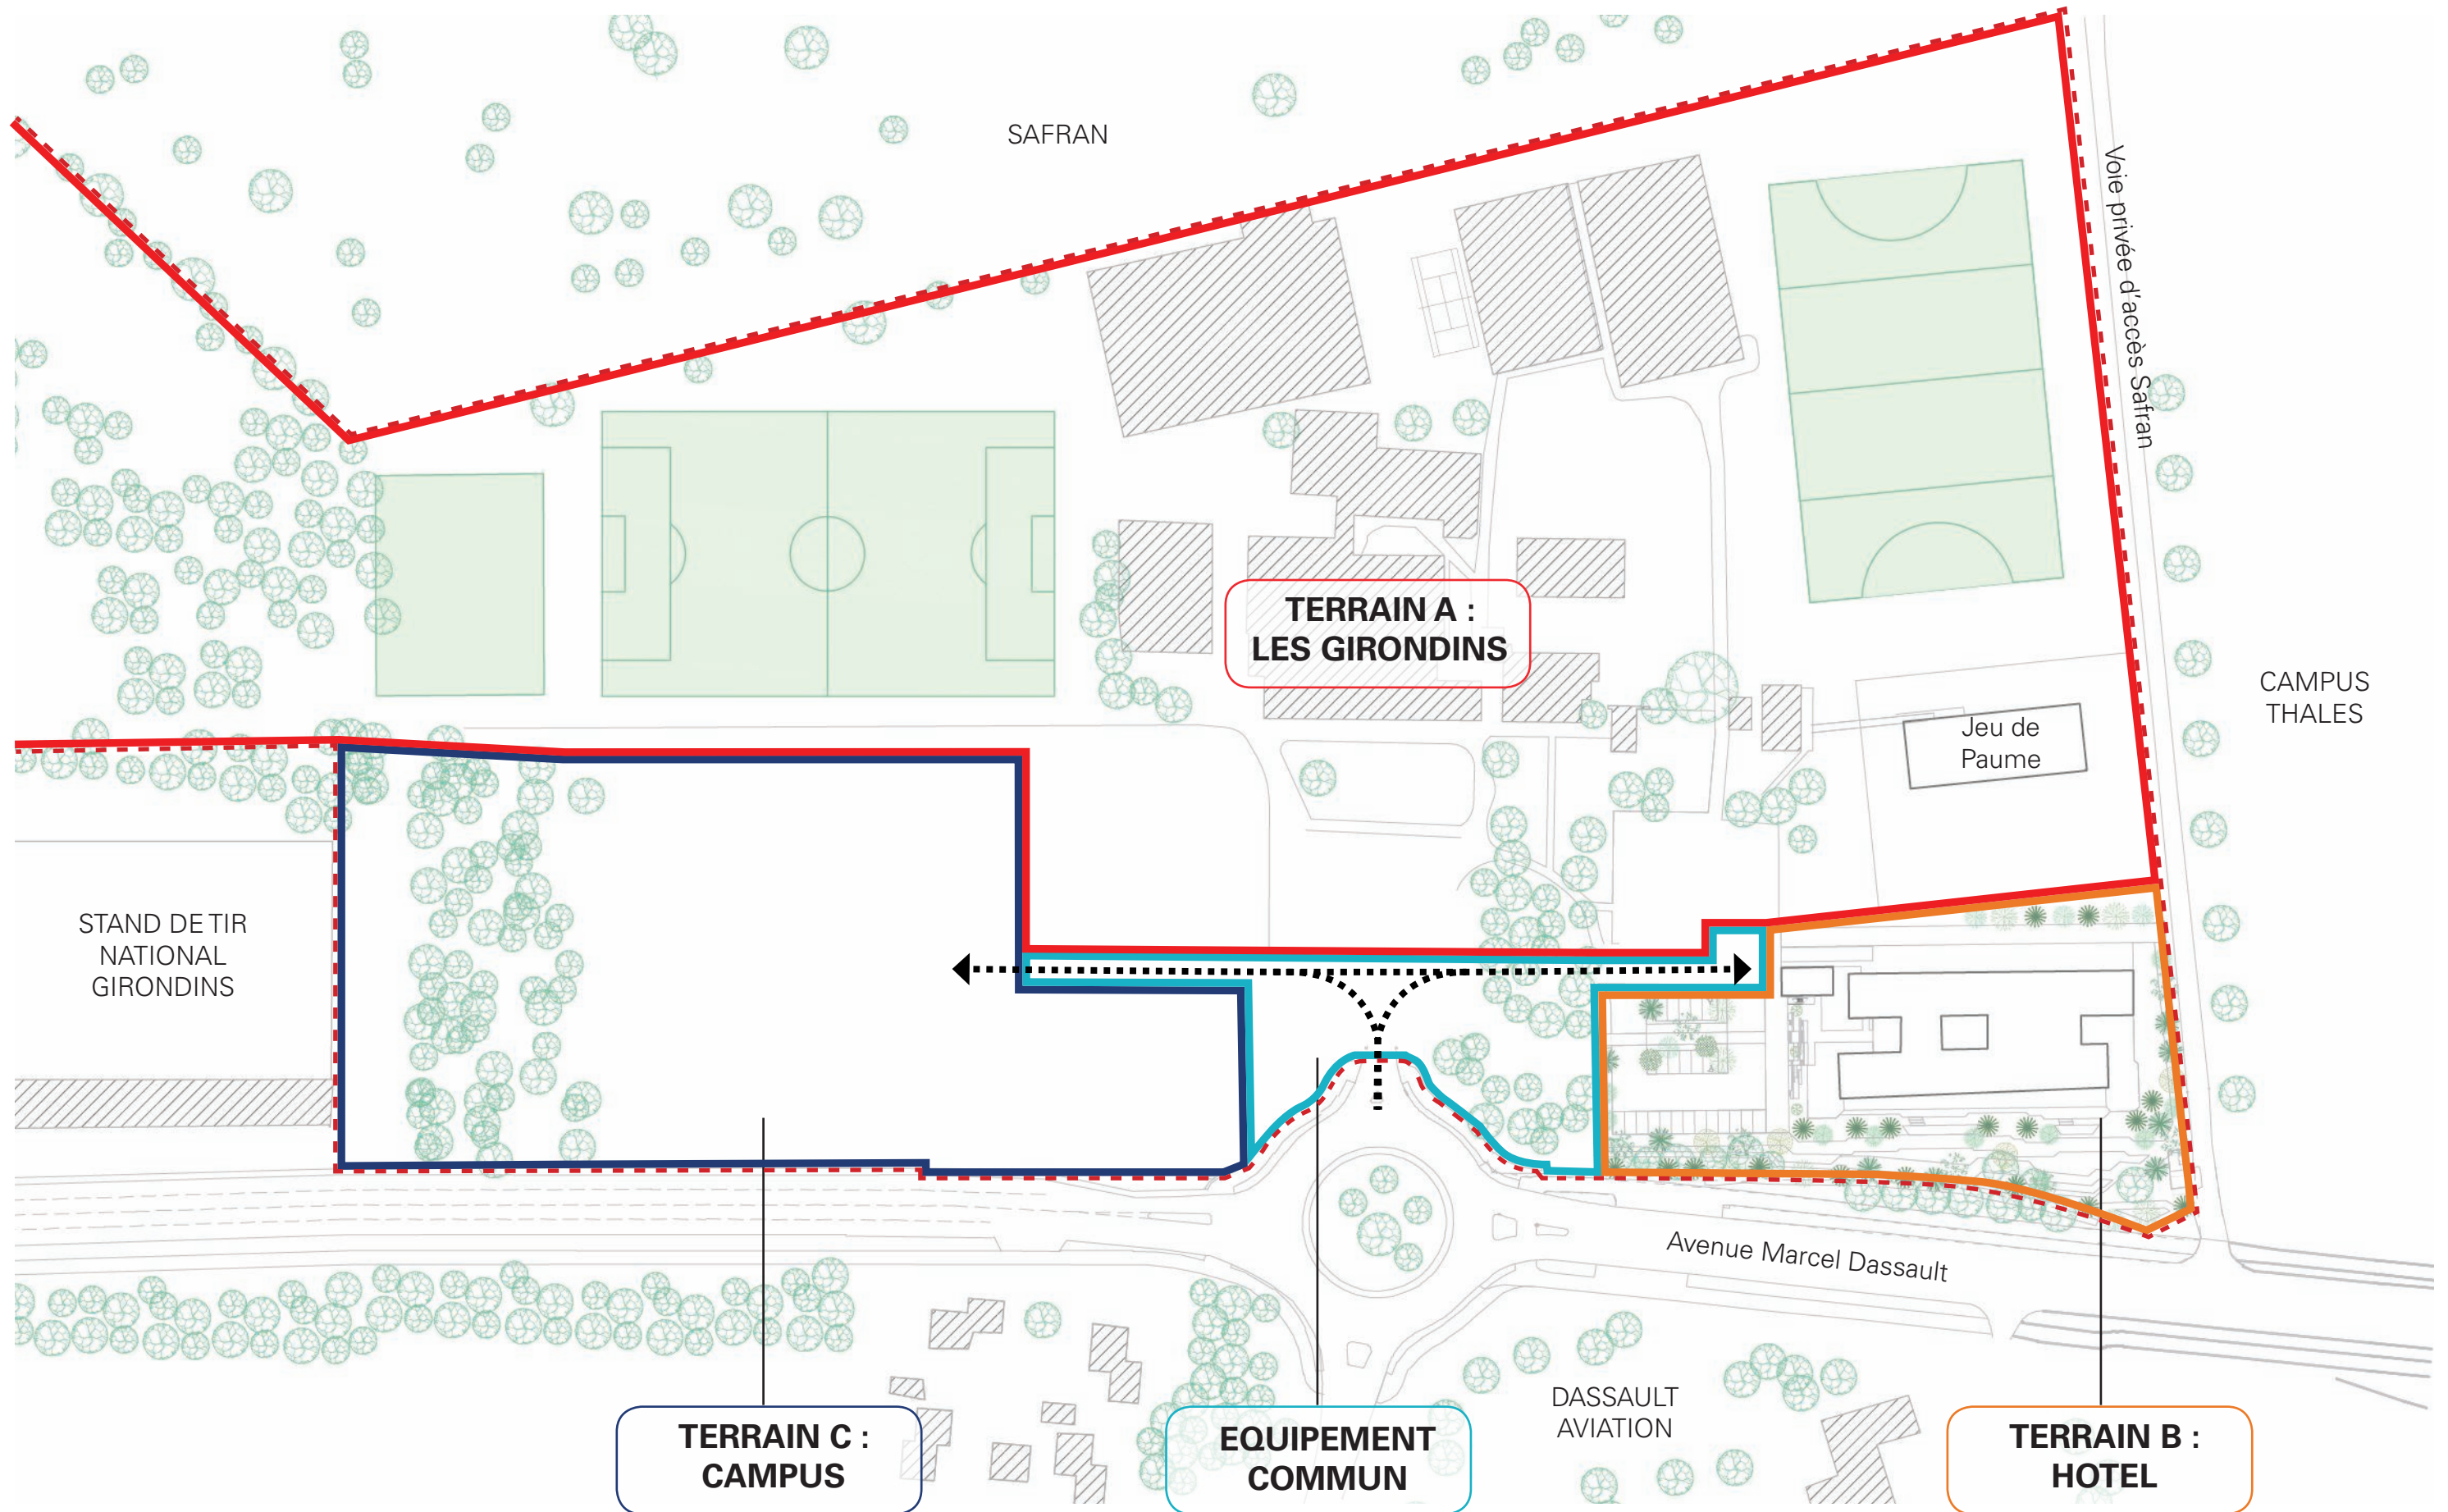 SAFRAN
Voie privée d'accès Safran
TERRAIN A :
LES GIRONDINS
CAMPUS
THALES
Jeu de
Paume
STAND DE TIR
NATIONAL
GIRONDINS
Avenue Marcel Dassault
DASSAULT
AVIATION
TERRAIN C :
CAMPUS
EQUIPEMENT
COMMUN
TERRAIN B :
HOTEL